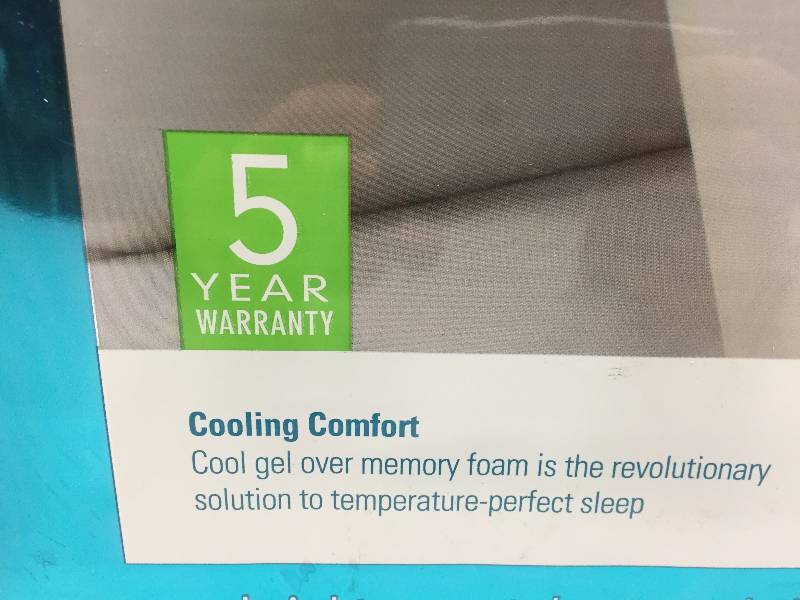 5
YEAR
WARRANTY
Cooling Comfort
Cool gel over memory foam is the revolutionary
solution to temperature-perfect sleep